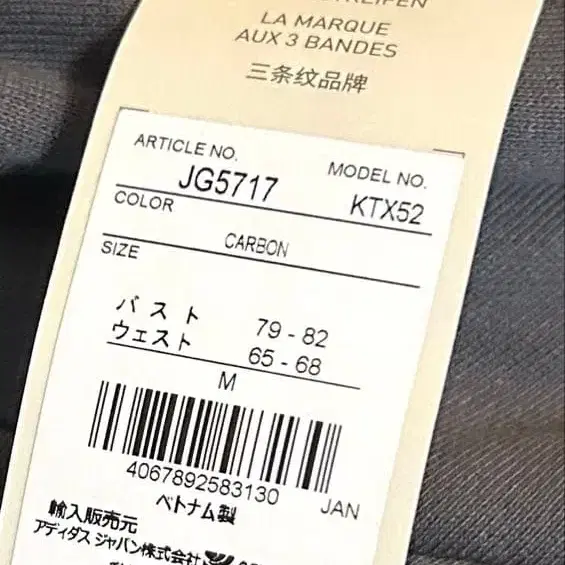 LA MARQUE
AUX 3 BANDES
三条纹品牌
ARTICLE NO.
JG5717
MODEL NO.
KTX52
COLOR
CARBON
SIZE
バスト 79 - 82
ウェスト 65 - 68
M
4067892583130 JAN
ベトナム製
輸入販売元
アディダス ジャパン株式会社